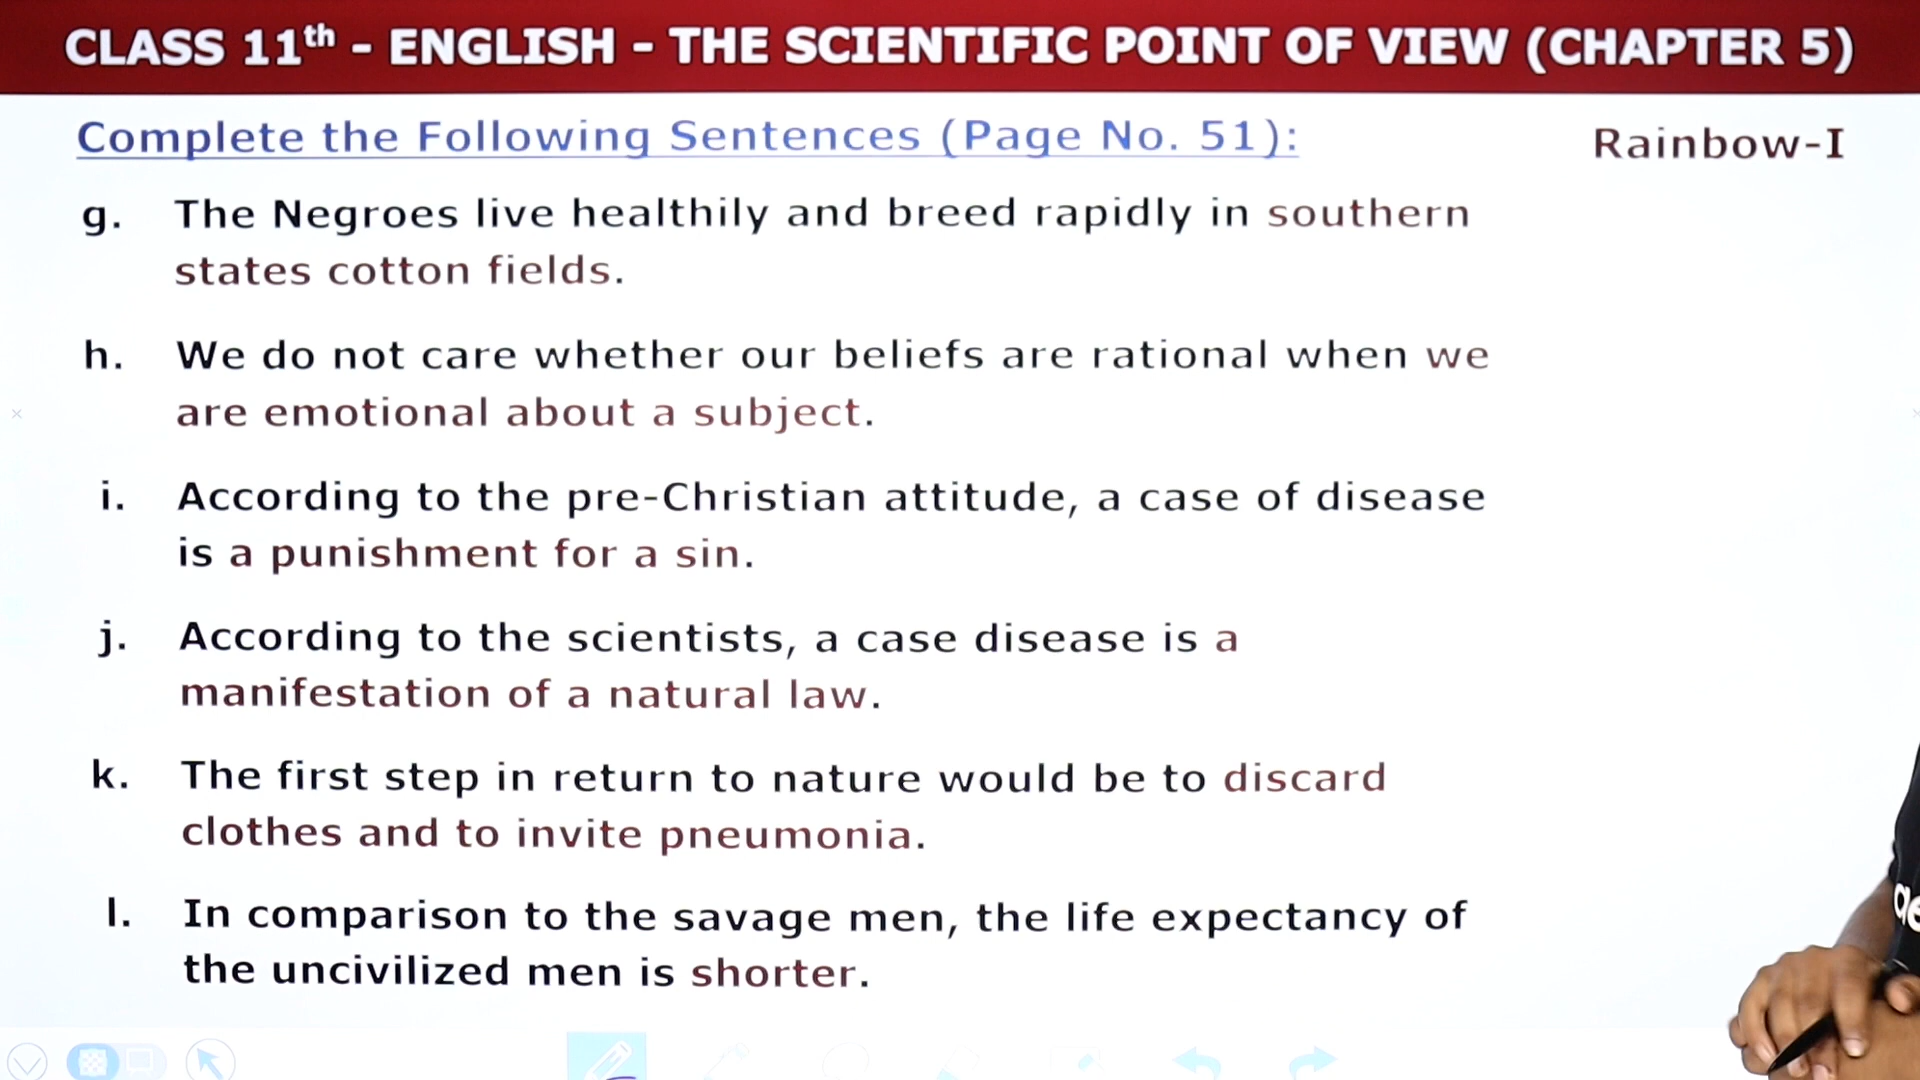 CLASS 11th - ENGLISH - THE SCIENTIFIC POINT OF VIEW (CHAPTER 5)
Complete the Following Sentences (Page No. 51):
Rainbow-I
g. The Negroes live healthily and breed rapidly in southern
states cotton fields.
h. We do not care whether our beliefs are rational when we
are emotional about a subject.
i. According to the pre-Christian attitude, a case of disease
is a punishment for a sin.
j. According to the scientists, a case disease is a
manifestation of a natural law.
k. The first step in return to nature would be to discard
clothes and to invite pneumonia.
l. In comparison to the savage men, the life expectancy of
the uncivilized men is shorter.